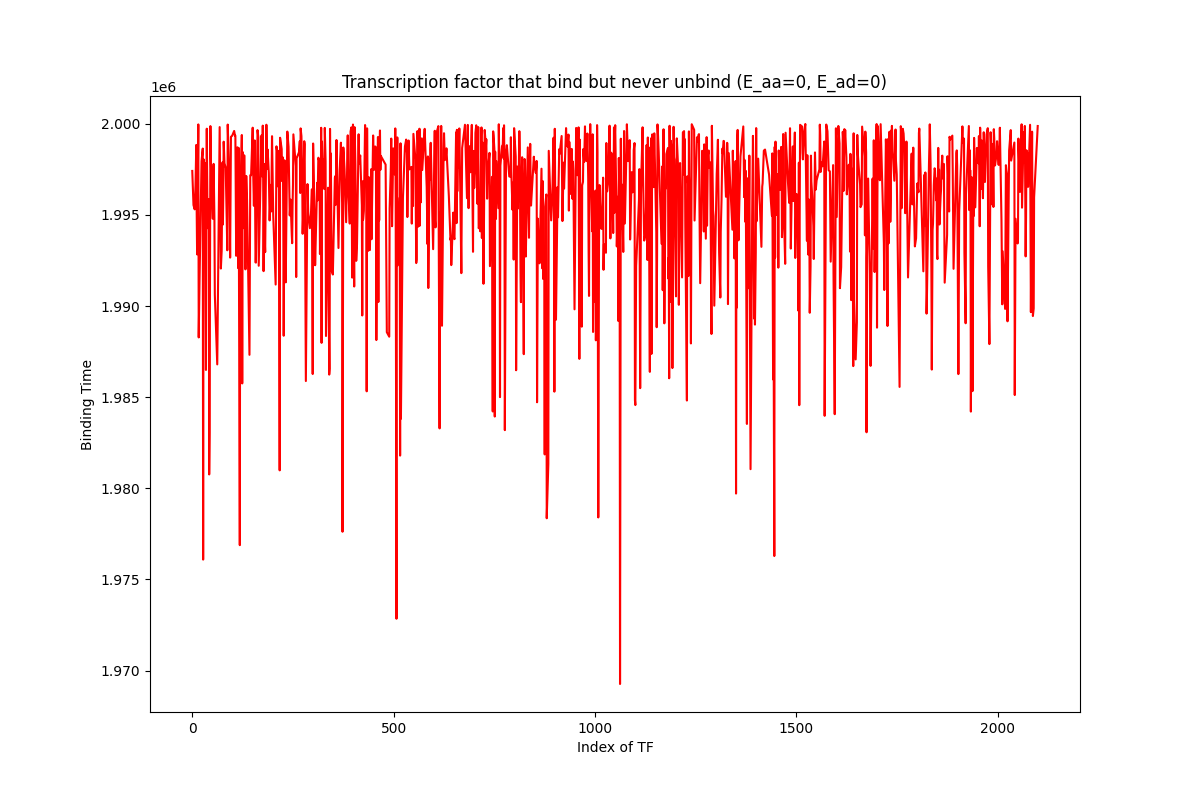 Transcription factor that bind but never unbind (E_aa=0, E_ad=0)
1e6
2.000
1.995
1.990
1.985
1.980
1.975
1.970
Binding Time
0 500 1000 1500 2000
Index of TF